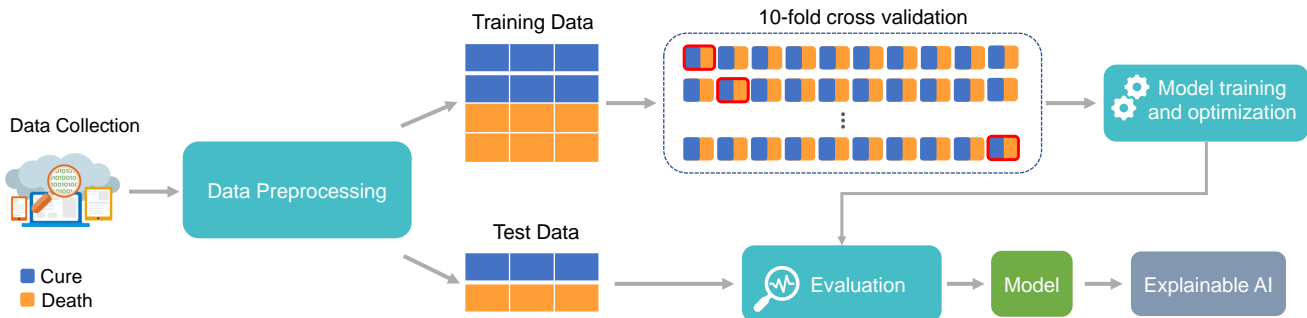 Training Data
10-fold cross validation
Data Collection
Data Preprocessing
Model training
and optimization
Test Data
Cure
Death
Evaluation
Model
Explainable AI